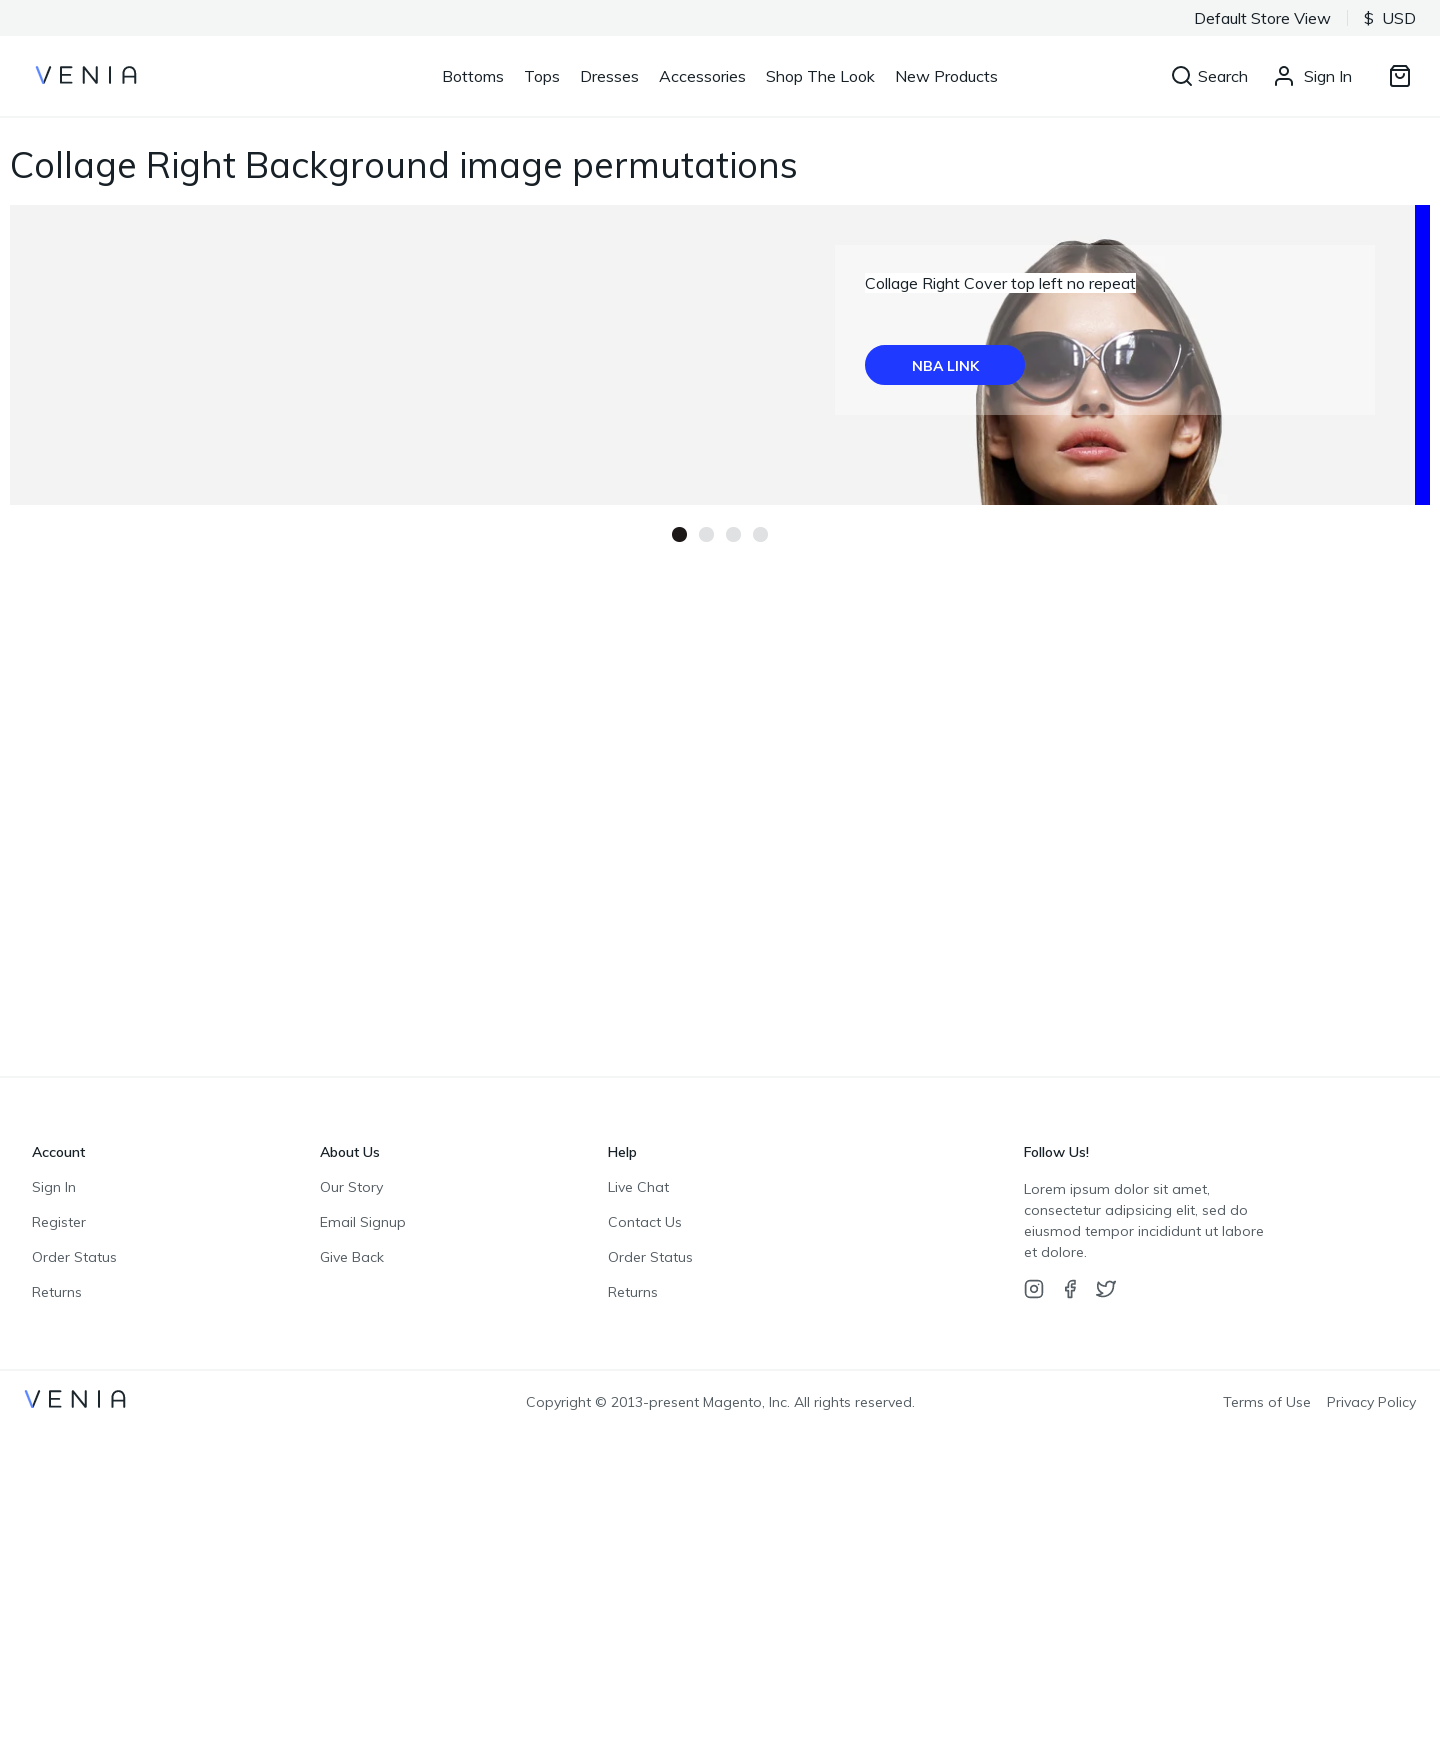 Default Store View $ USD
VENIA Bottoms Tops Dresses Accessories Shop The Look New Products Search Sign In
Collage Right Background image permutations
Collage Right Cover top left no repeat
NBA LINK
Account
Sign In
Register
Order Status
Returns
About Us
Our Story
Email Signup
Give Back
Help
Live Chat
Contact Us
Order Status
Returns
Follow Us!
Lorem ipsum dolor sit amet,
consectetur adipsicing elit, sed do
eiusmod tempor incididunt ut labore
et dolore.
VENIA Copyright © 2013-present Magento, Inc. All rights reserved. Terms of Use Privacy Policy